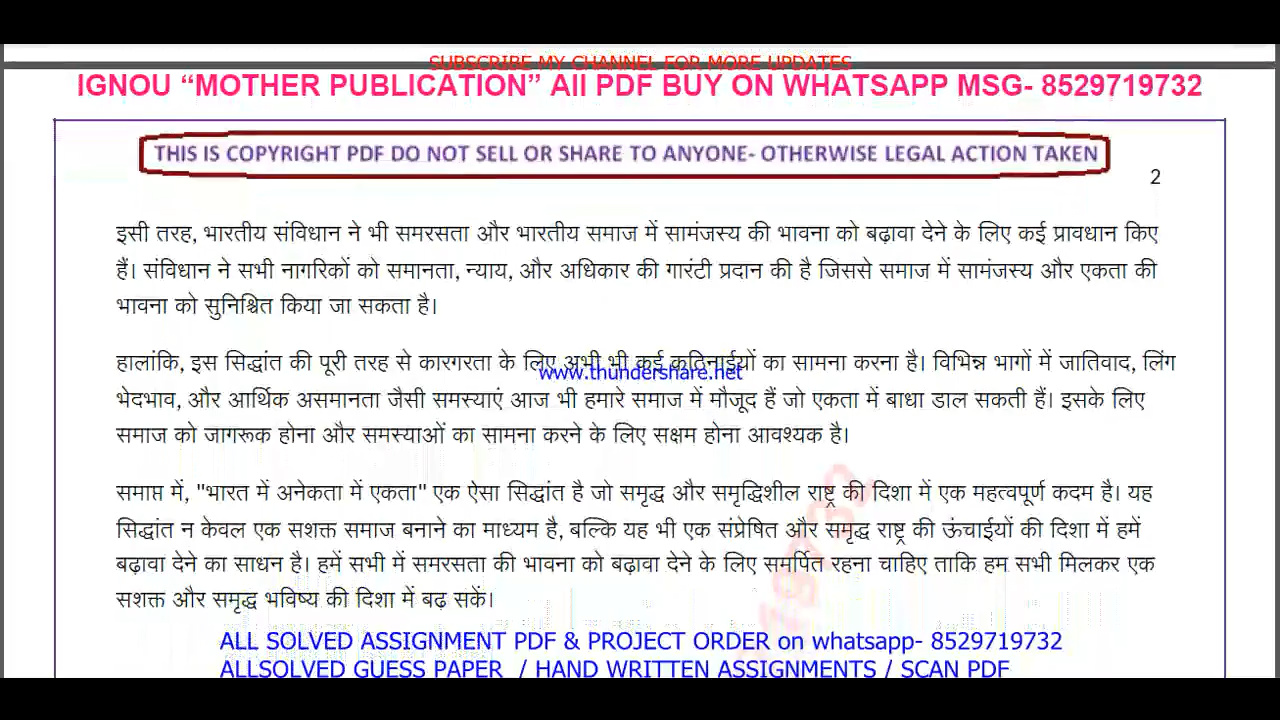 SUBSCRIBE MY CHANNEL FOR MORE UPDATES
IGNOU “MOTHER PUBLICATION” All PDF BUY ON WHATSAPP MSG- 8529719732
THIS IS COPYRIGHT PDF DO NOT SELL OR SHARE TO ANYONE- OTHERWISE LEGAL ACTION TAKEN
2
इसी तरह, भारतीय संविधान ने भी समरसता और भारतीय समाज में सामंजस्य की भावना को बढ़ावा देने के लिए कई प्रावधान किए
हैं। संविधान ने सभी नागरिकों को समानता, न्याय, और अधिकार की गारंटी प्रदान की है जिससे समाज में सामंजस्य और एकता की
भावना को सुनिश्चित किया जा सकता है।
हालांकि, इस सिद्धांत की पूरी तरह से कारगरता के लिए अभी भी कई कठिनाईयों का सामना करना है। विभिन्न भागों में जातिवाद, लिंग
www.thundershare.net
भेदभाव, और आर्थिक असमानता जैसी समस्याएं आज भी हमारे समाज में मौजूद हैं जो एकता में बाधा डाल सकती हैं। इसके लिए
समाज को जागरूक होना और समस्याओं का सामना करने के लिए सक्षम होना आवश्यक है।
समाप्त में, "भारत में अनेकता में एकता" एक ऐसा सिद्धांत है जो समृद्ध और समृद्धिशील राष्ट्र की दिशा में एक महत्वपूर्ण कदम है। यह
सिद्धांत न केवल एक सशक्त समाज बनाने का माध्यम है, बल्कि यह भी एक संप्रेषित और समृद्ध राष्ट्र की ऊंचाईयों की दिशा में हमें
बढ़ावा देने का साधन है। हमें सभी में समरसता की भावना को बढ़ावा देने के लिए समर्पित रहना चाहिए ताकि हम सभी मिलकर एक
सशक्त और समृद्ध भविष्य की दिशा में बढ़ सकें।
ALL SOLVED ASSIGNMENT PDF & PROJECT ORDER on whatsapp- 8529719732
ALLSOLVED GUESS PAPER / HAND WRITTEN ASSIGNMENTS / SCAN PDF